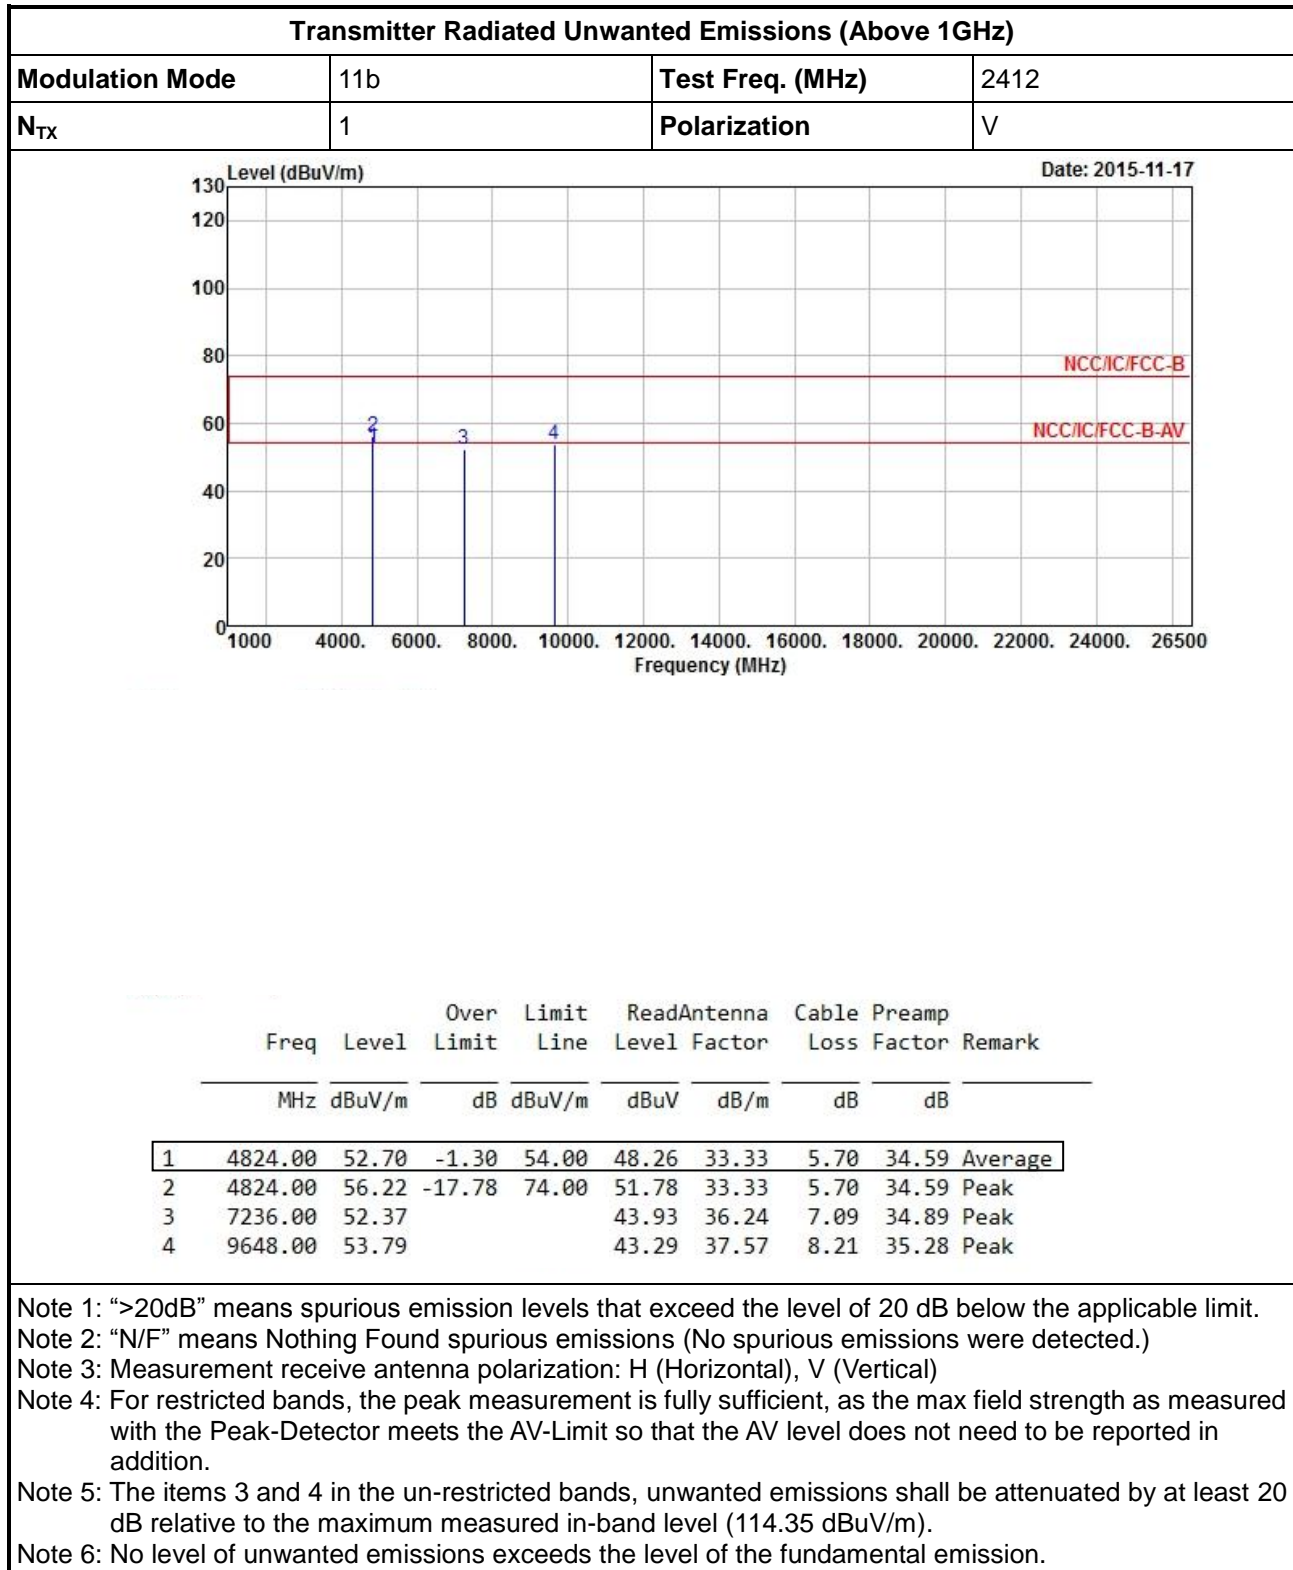 Transmitter Radiated Unwanted Emissions (Above 1GHz)
Modulation Mode 11b Test Freq. (MHz) 2412
NTX 1 Polarization V
Level (dBuV/m) Date: 2015-11-17
130
120
100
80
60
40
20
0
NCC/IC/FCC-B
NCC/IC/FCC-B-AV
2
1
3
4
1000 4000. 6000. 8000. 10000. 12000. 14000. 16000. 18000. 20000. 22000. 24000. 26500
Frequency (MHz)
Over Limit ReadAntenna Cable Preamp
Freq Level Limit Line Level Factor Loss Factor Remark
MHz dBuV/m dB dBuV/m dBuV dB/m dB dB
1 4824.00 52.70 -1.30 54.00 48.26 33.33 5.70 34.59 Average
2 4824.00 56.22 -17.78 74.00 51.78 33.33 5.70 34.59 Peak
3 7236.00 52.37 43.93 36.24 7.09 34.89 Peak
4 9648.00 53.79 43.29 37.57 8.21 35.28 Peak
Note 1: “>20dB” means spurious emission levels that exceed the level of 20 dB below the applicable limit.
Note 2: “N/F” means Nothing Found spurious emissions (No spurious emissions were detected.)
Note 3: Measurement receive antenna polarization: H (Horizontal), V (Vertical)
Note 4: For restricted bands, the peak measurement is fully sufficient, as the max field strength as measured
with the Peak-Detector meets the AV-Limit so that the AV level does not need to be reported in
addition.
Note 5: The items 3 and 4 in the un-restricted bands, unwanted emissions shall be attenuated by at least 20
dB relative to the maximum measured in-band level (114.35 dBuV/m).
Note 6: No level of unwanted emissions exceeds the level of the fundamental emission.